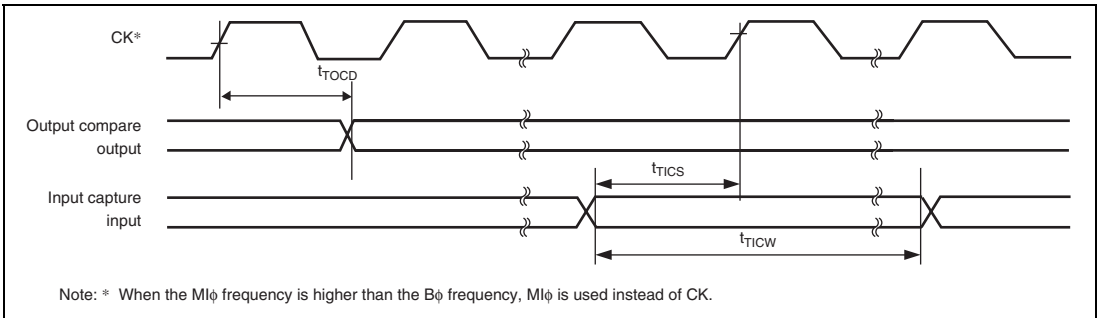 CK*
tTOCD
Output compare
output
tTICS
Input capture
input
tTICW
Note: * When the MIϕ frequency is higher than the Bϕ frequency, MIϕ is used instead of CK.